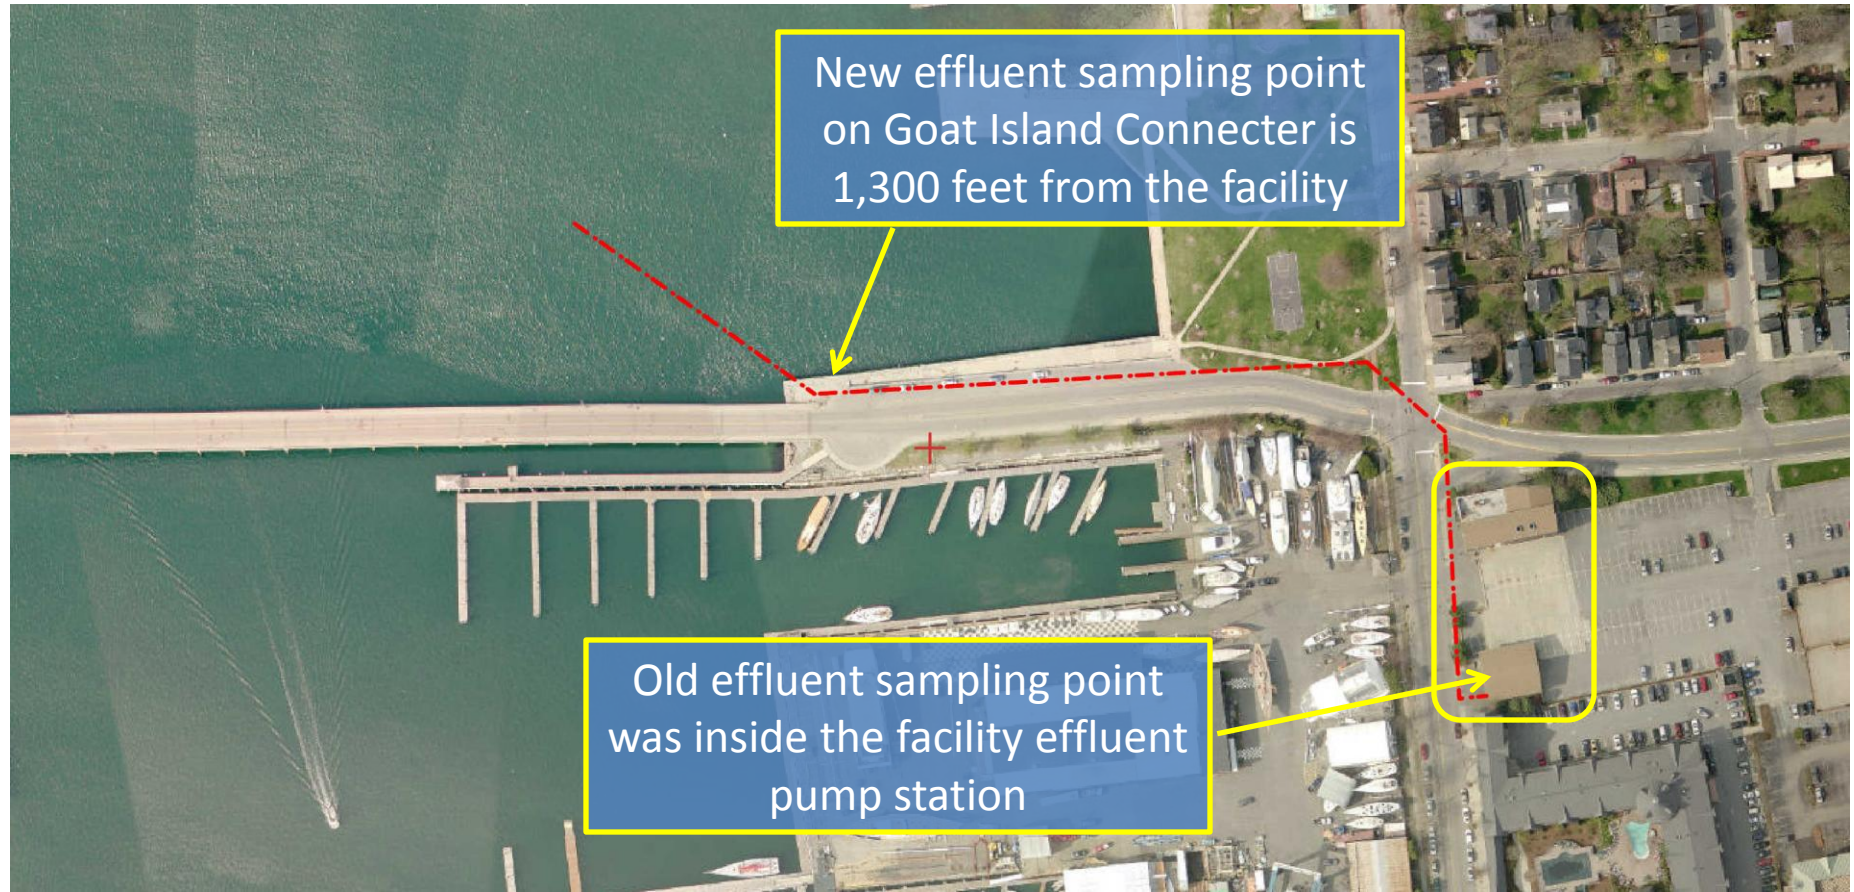 New effluent sampling point
on Goat Island Connecter is
1,300 feet from the facility
Old effluent sampling point
was inside the facility effluent
pump station